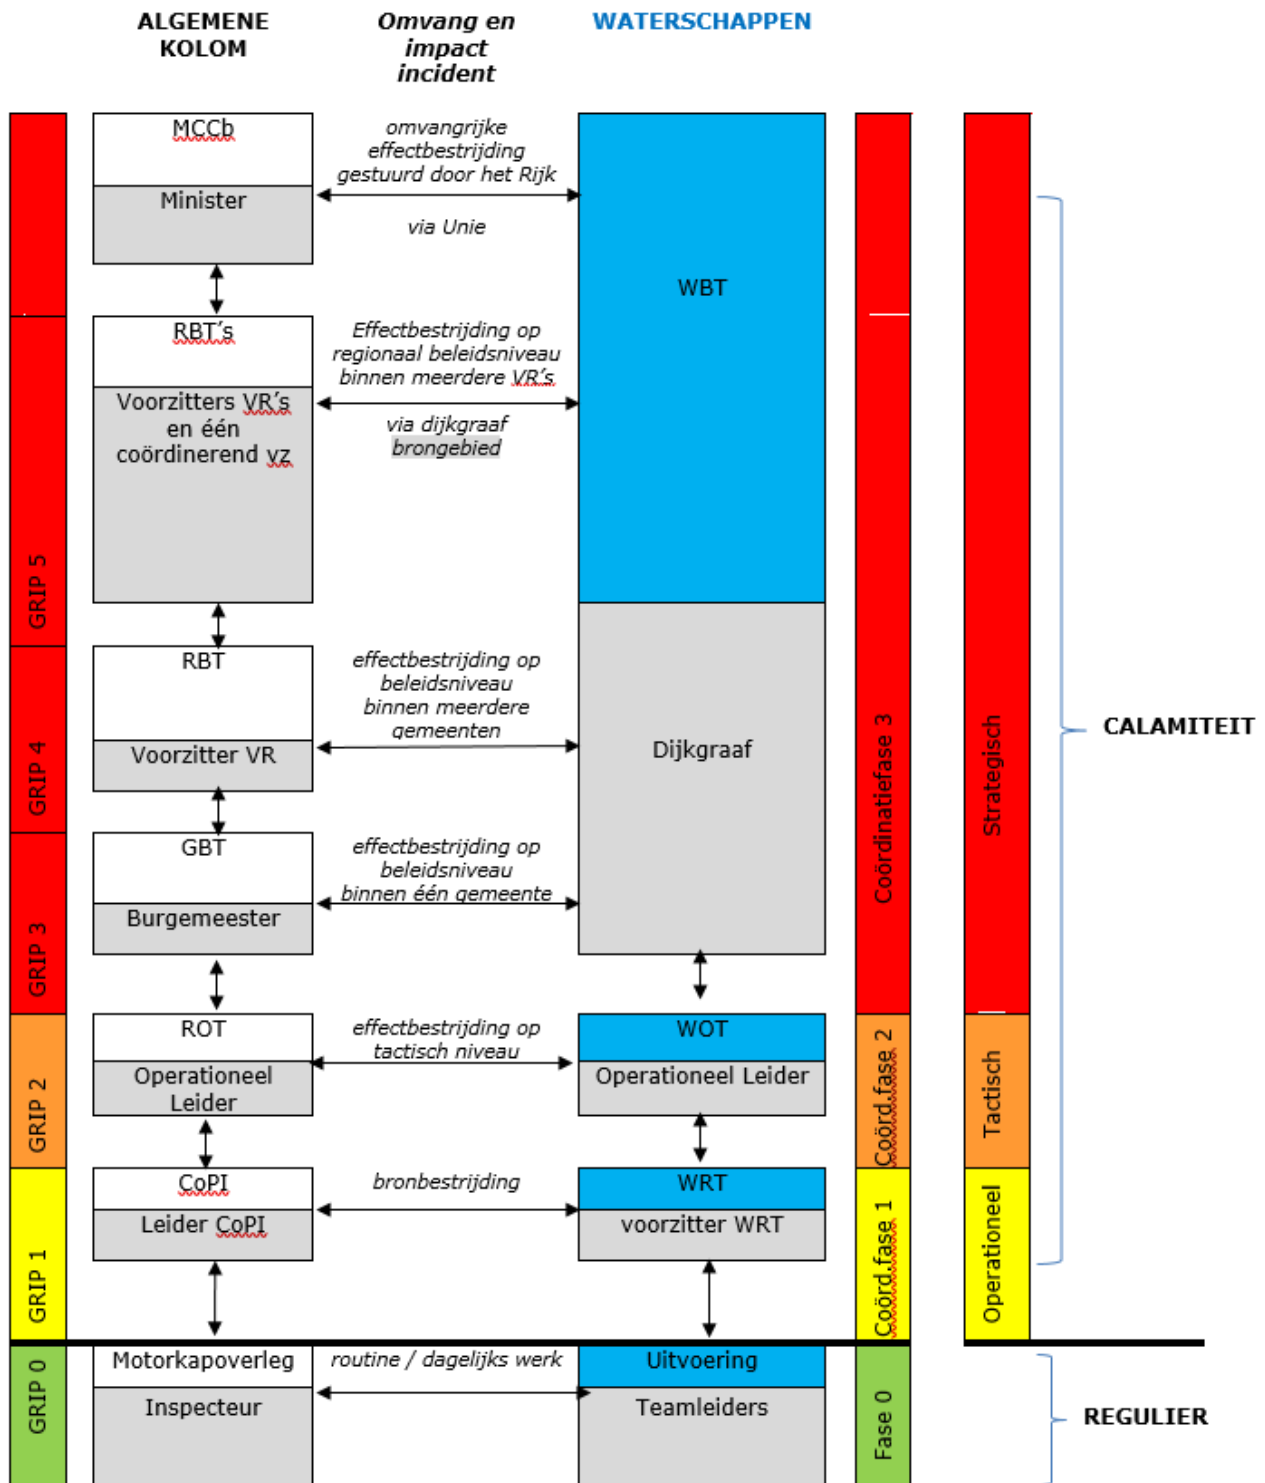 ALGEMENE
KOLOM
Omvang en
impact
incident
WATERSCHAPPEN
MCCb
Minister
omvangrijke
effectbestrijding
gestuurd door het Rijk
via Unie
WBT
RBT's
Voorzitters VR's
en één
coördinerend vz
Effectbestrijding op
regionaal beleidsniveau
binnen meerdere VR's
via dijkgraaf
brongebied
GRIP 5
RBT
Voorzitter VR
effectbestrijding op
beleidsniveau
binnen meerdere
gemeenten
Dijkgraaf
GRIP 4
GBT
Burgemeester
effectbestrijding op
beleidsniveau
binnen één gemeente
GRIP 3
Coördinatiefase 3
Strategisch
CALAMITEIT
ROT
Operationeel
Leider
effectbestrijding op
tactisch niveau
WOT
Operationeel Leider
GRIP 2
Coörd.fase 2
Tactisch
CoPI
Leider CoPI
bronbestrijding
WRT
voorzitter WRT
GRIP 1
Coörd.fase 1
Operationeel
GRIP 0
Motorkapoverleg
Inspecteur
routine / dagelijks werk
Uitvoering
Teamleiders
Fase 0
REGULIER